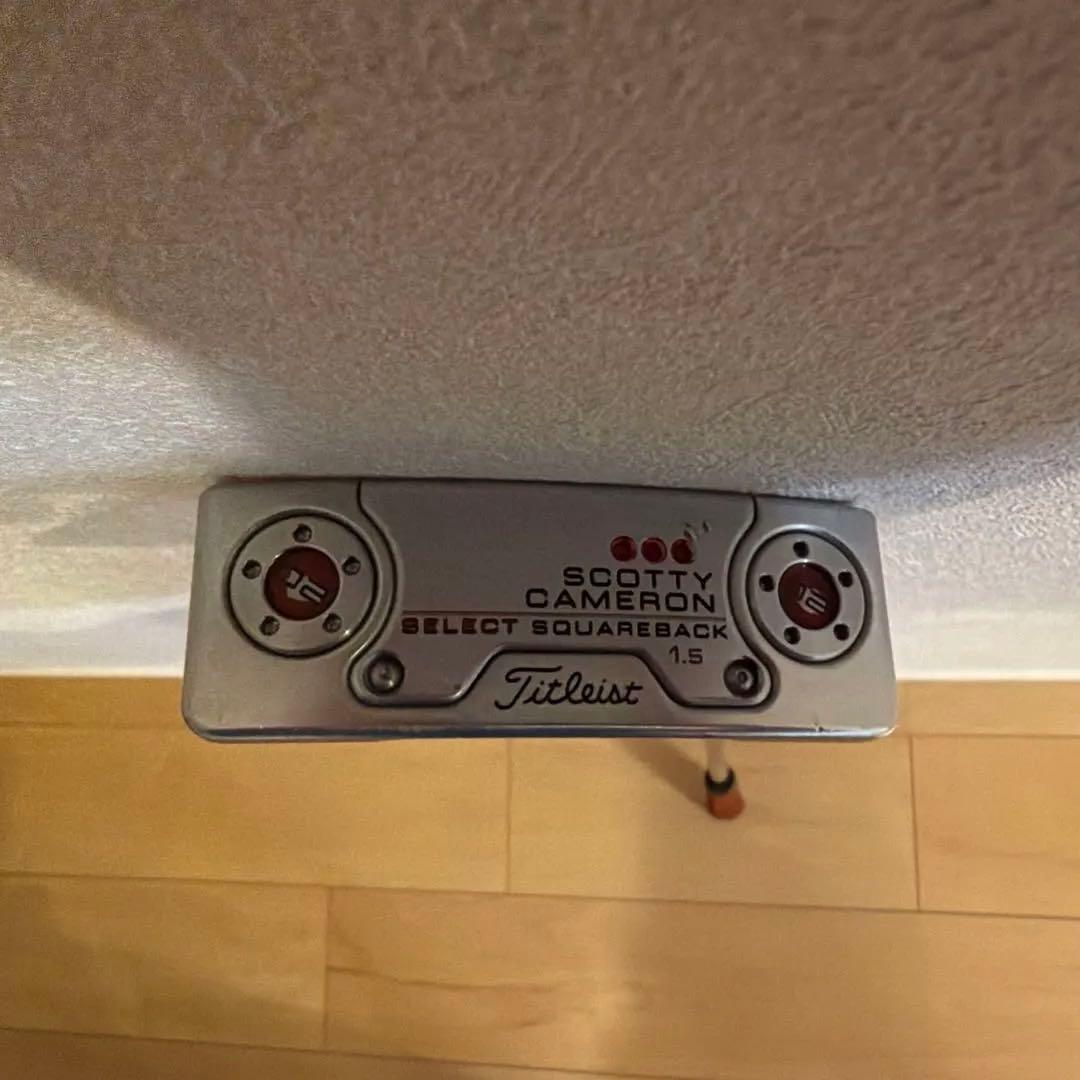 SCOTTY
CAMERON
SELECT SQUAREBACK
1.5
Titleist